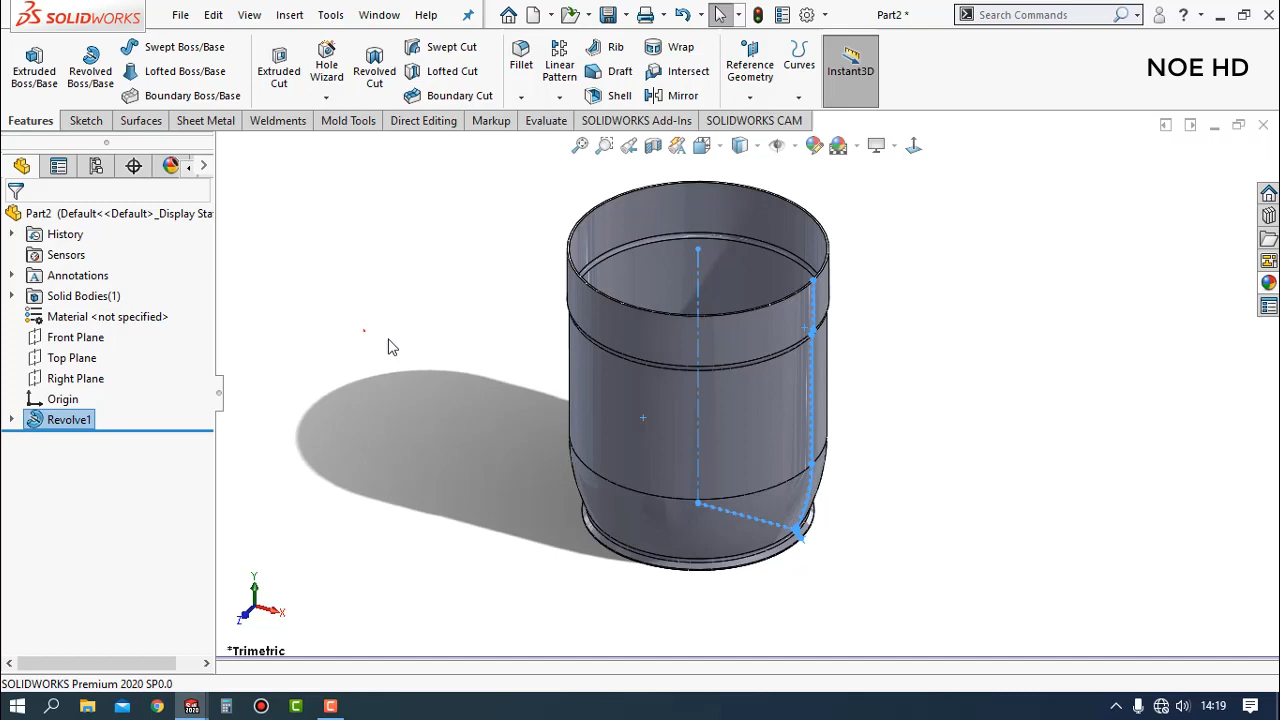 SOLIDWORKS File Edit View Insert Tools Window Help Part2 * Search Commands ?
Extruded Boss/Base
Revolved Boss/Base
Swept Boss/Base
Lofted Boss/Base
Boundary Boss/Base
Extruded Cut
Hole Wizard
Revolved Cut
Swept Cut
Lofted Cut
Boundary Cut
Fillet
Linear Pattern
Rib
Draft
Shell
Wrap
Intersect
Mirror
Reference Geometry
Curves
Instant3D
NOE HD
Features Sketch Surfaces Sheet Metal Weldments Mold Tools Direct Editing Markup Evaluate SOLIDWORKS Add-Ins SOLIDWORKS CAM
Part2 (Default<<Default>_Display Sta
History
Sensors
Annotations
Solid Bodies(1)
Material <not specified>
Front Plane
Top Plane
Right Plane
Origin
Revolve1
Y
X
Z
*Trimetric
SOLIDWORKS Premium 2020 SP0.0
14:19